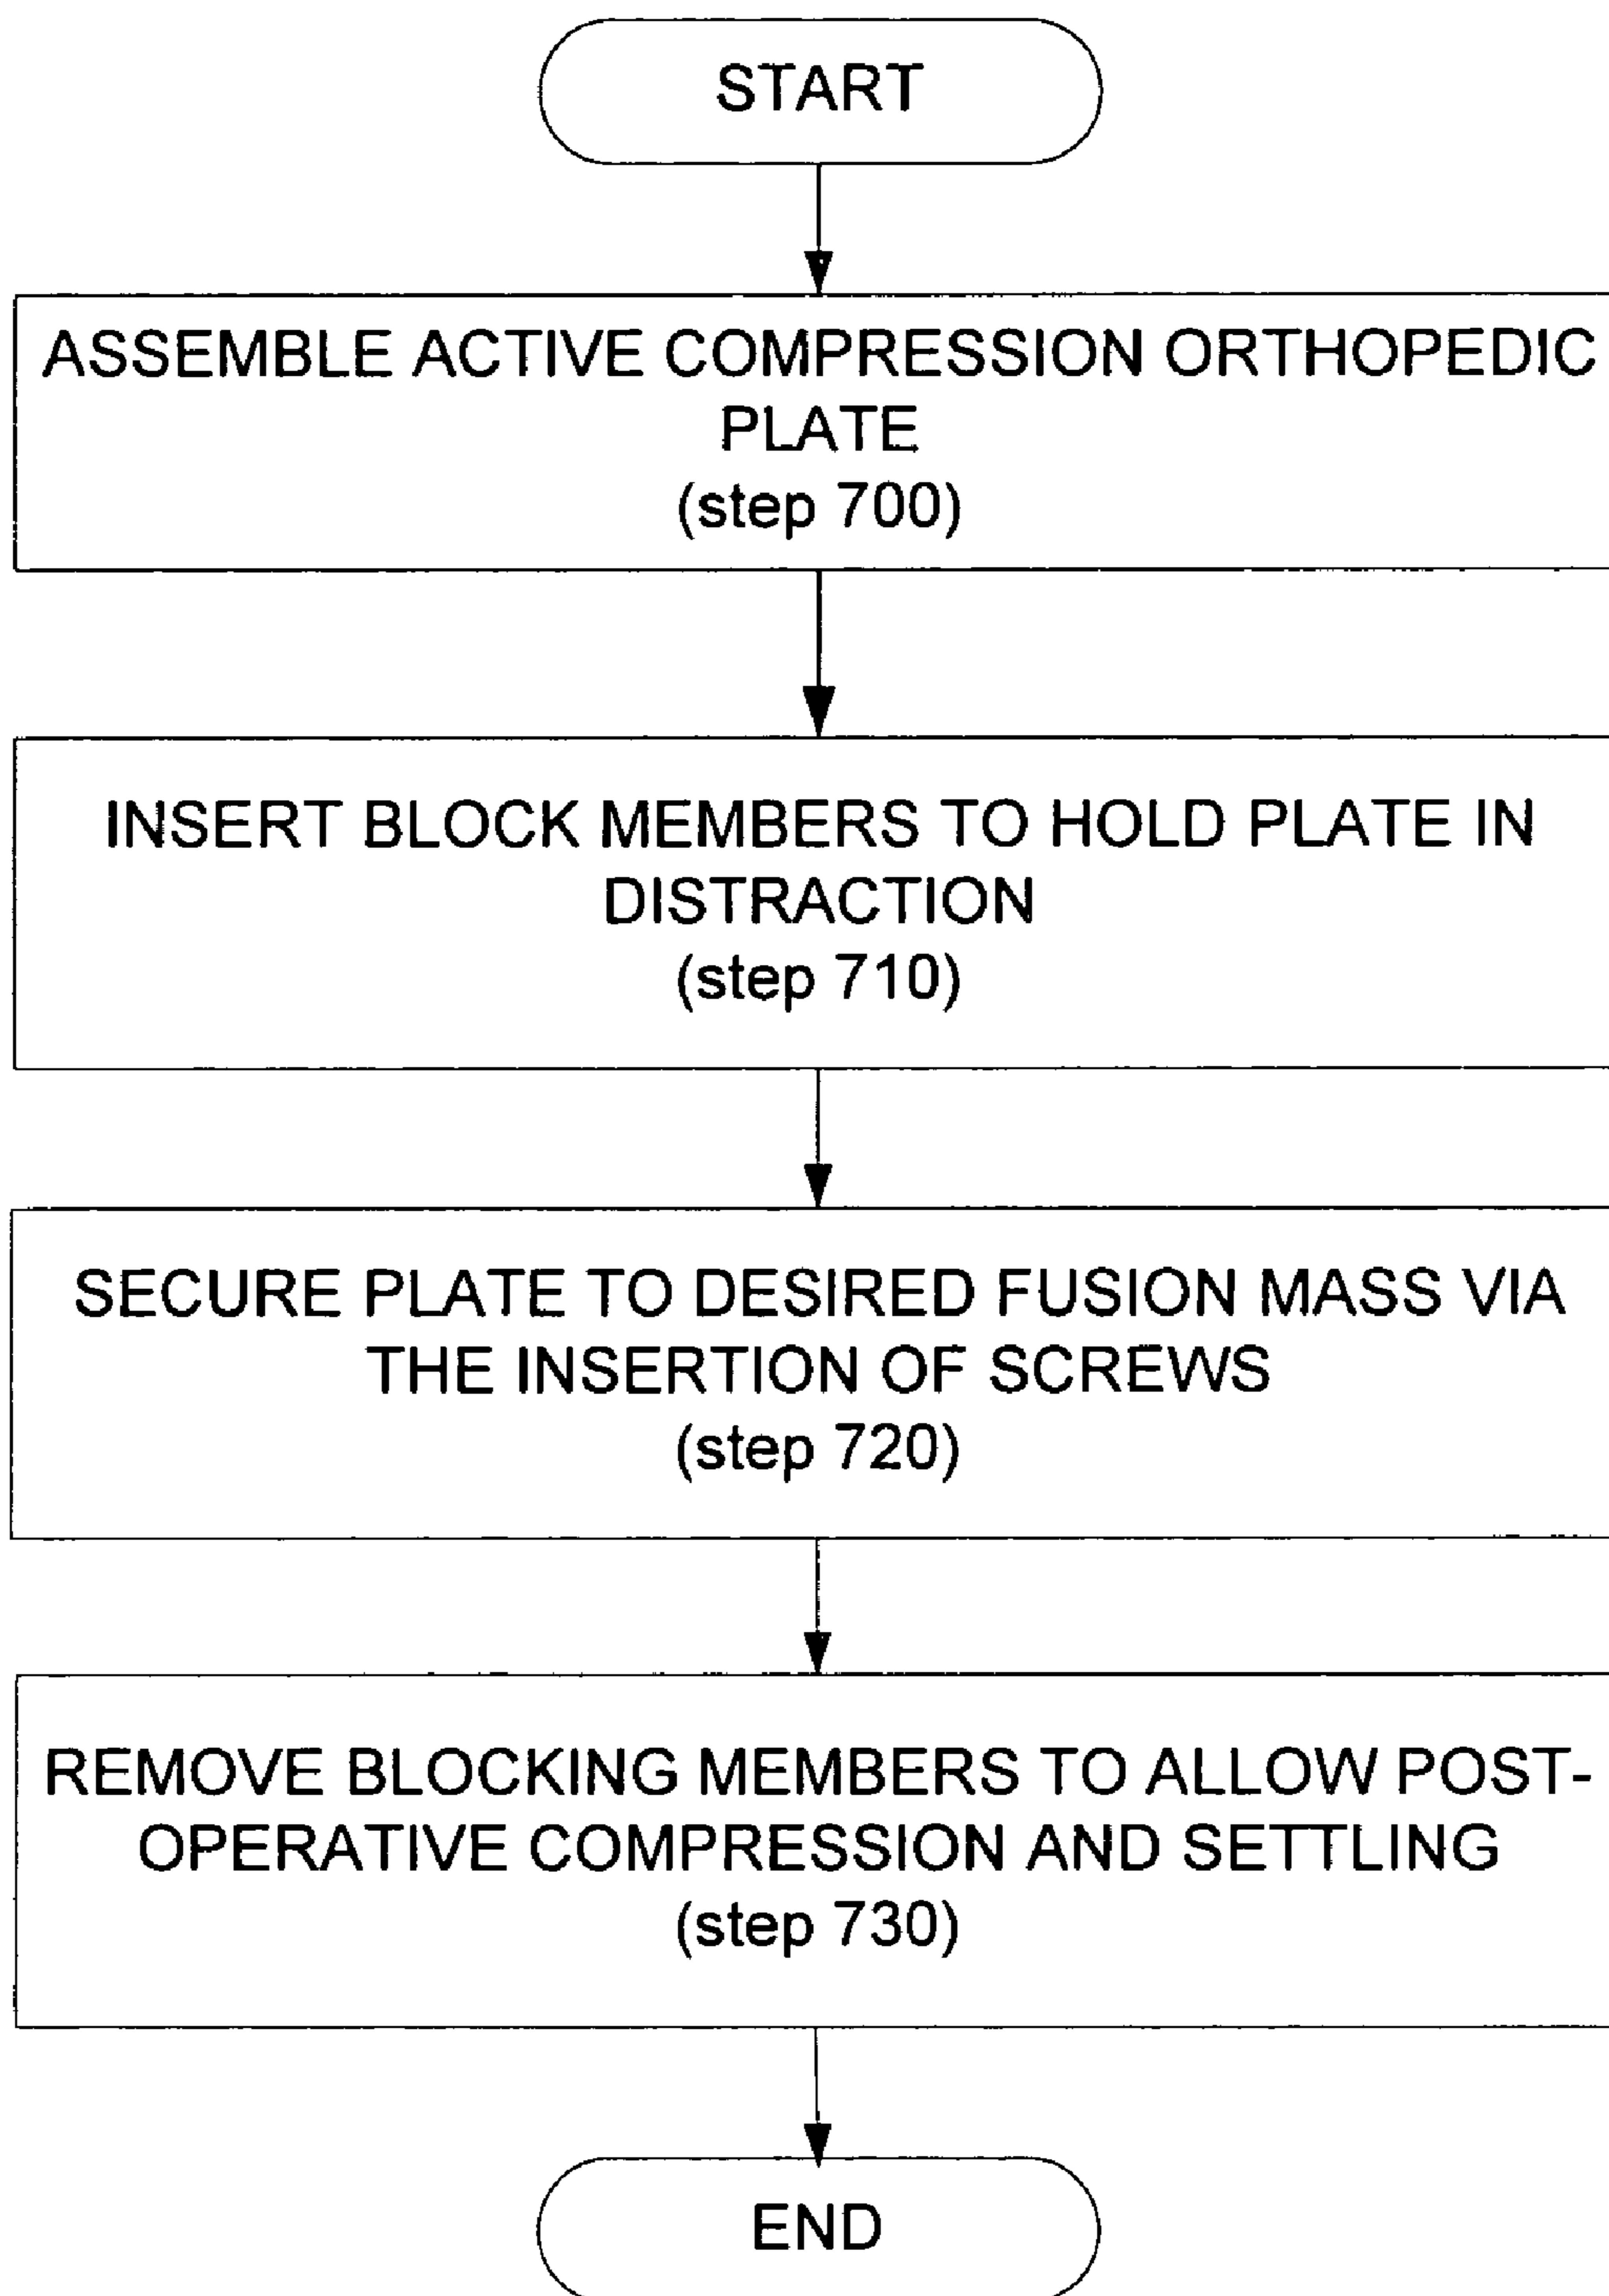 START
ASSEMBLE ACTIVE COMPRESSION ORTHOPEDIC
PLATE
(step 700)
INSERT BLOCK MEMBERS TO HOLD PLATE IN
DISTRACTION
(step 710)
SECURE PLATE TO DESIRED FUSION MASS VIA
THE INSERTION OF SCREWS
(step 720)
REMOVE BLOCKING MEMBERS TO ALLOW POST-
OPERATIVE COMPRESSION AND SETTLING
(step 730)
END